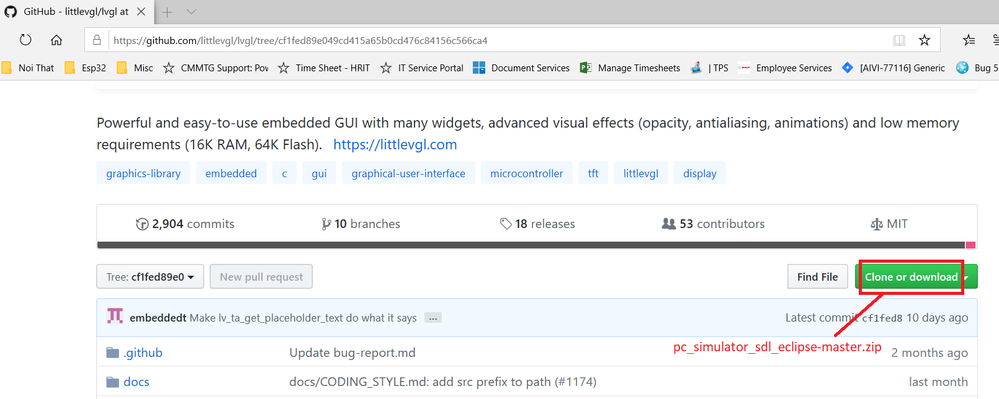 GitHub - littlevgl/lvgl at
https://github.com/littlevgl/lvgl/tree/cf1fed89e049cd415a65b0cd476c84156c566ca4
Noi That Esp32 Misc CMMTG Support: Pov Time Sheet - HRIT IT Service Portal Document Services Manage Timesheets | TPS Employee Services [AIVI-77116] Generic Bug 5
Powerful and easy-to-use embedded GUI with many widgets, advanced visual effects (opacity, antialiasing, animations) and low memory
requirements (16K RAM, 64K Flash). https://littlevgl.com
graphics-library embedded c gui graphical-user-interface microcontroller tft littlevgl display
2,904 commits 10 branches 18 releases 53 contributors MIT
Tree: cf1fed89e0 New pull request Find File Clone or download
embeddedt Make lv_ta_get_placeholder_text do what it says ... Latest commit cf1fed8 10 days ago
pc_simulator_sdl_eclipse-master.zip
.github Update bug-report.md 2 months ago
docs docs/CODING_STYLE.md: add src prefix to path (#1174) last month